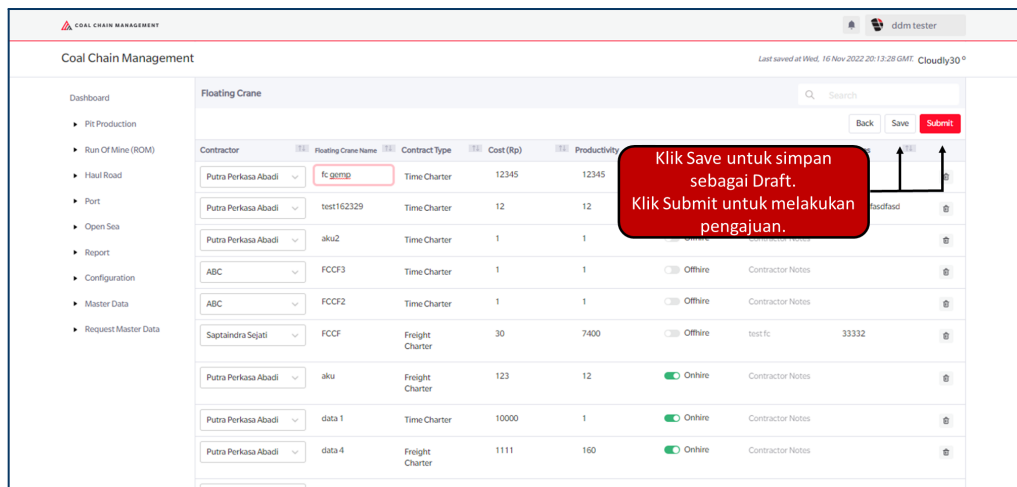 COAL CHAIN MANAGEMENT
ddm tester
Coal Chain Management
Last saved at Wed, 16 Nov 2022 20:13:28 GMT. Cloudly30 °
Dashboard
Pit Production
Run Of Mine (ROM)
Haul Road
Port
Open Sea
Report
Configuration
Master Data
Request Master Data
Floating Crane
Search
Back Save Submit
Contractor Floating Crane Name Contract Type Cost (Rp) Productivity
Putra Perkasa Abadi fc gemp Time Charter 12345 12345
Putra Perkasa Abadi test162329 Time Charter 12 12 fasdfasd
Putra Perkasa Abadi aku2 Time Charter 1 1
ABC FCCF3 Time Charter 1 1 Offhire Contractor Notes
ABC FCCF2 Time Charter 1 1 Offhire Contractor Notes
Saptaindra Sejati FCCF Freight Charter 30 7400 Offhire test fc 33332
Putra Perkasa Abadi aku Freight Charter 123 12 Onhire Contractor Notes
Putra Perkasa Abadi data 1 Time Charter 10000 1 Onhire Contractor Notes
Putra Perkasa Abadi data 4 Freight Charter 1111 160 Onhire Contractor Notes
Klik Save untuk simpan
sebagai Draft.
Klik Submit untuk melakukan
pengajuan.